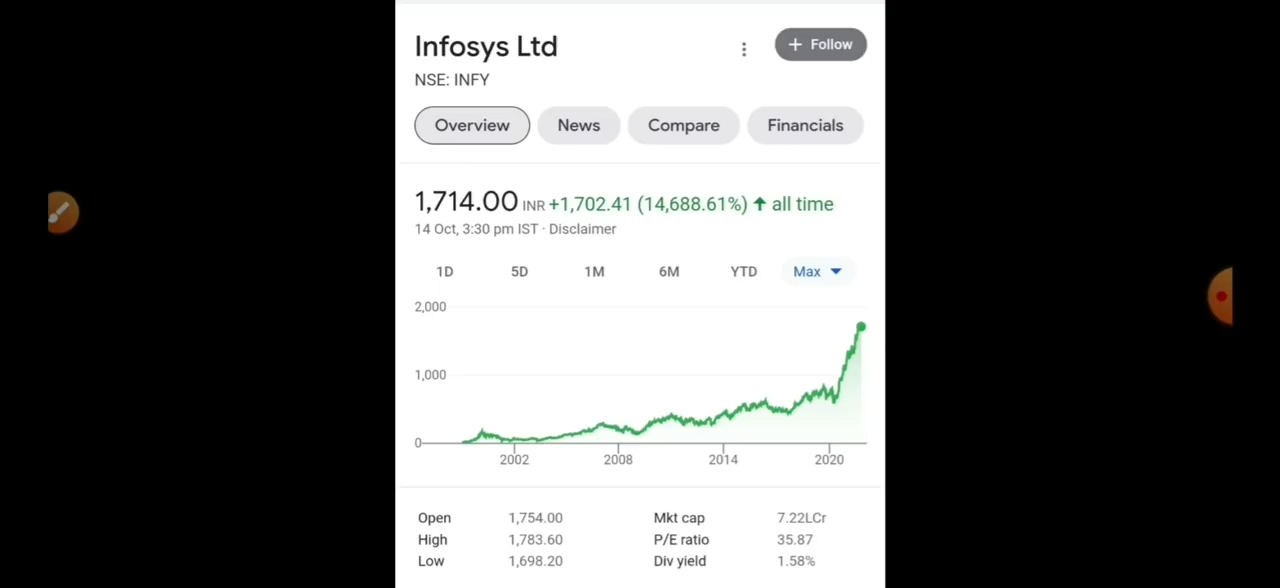 Infosys Ltd
+ Follow
NSE: INFY
Overview News Compare Financials
1,714.00 INR +1,702.41 (14,688.61%) ↑ all time
14 Oct, 3:30 pm IST · Disclaimer
1D 5D 1M 6M YTD Max
2,000
1,000
0
2002 2008 2014 2020
Open 1,754.00 Mkt cap 7.22LCr
High 1,783.60 P/E ratio 35.87
Low 1,698.20 Div yield 1.58%